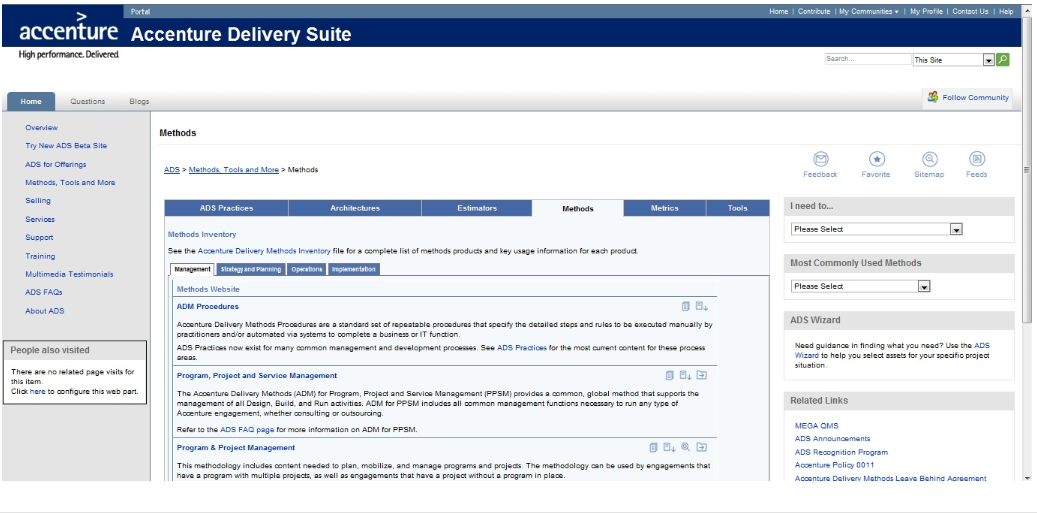 Portal
Home | Contribute | My Communities | My Profile | Contact Us | Help
accenture
High performance. Delivered.
Accenture Delivery Suite
Search...
This Site
Home
Questions
Blogs
Follow Community
Overview
Try New ADS Beta Site
ADS for Offerings
Methods, Tools and More
Selling
Services
Support
Training
Multimedia Testimonials
ADS FAQs
About ADS
People also visited
There are no related page visits for
this item.
Click here to configure this web part.
Methods
ADS > Methods, Tools and More > Methods
Feedback
Favorite
Sitemap
Feeds
ADS Practices
Architectures
Estimators
Methods
Metrics
Tools
Methods Inventory
See the Accenture Delivery Methods Inventory file for a complete list of methods products and key usage information for each product.
Management
Strategy and Planning
Operations
Implementation
Methods Website
ADM Procedures
Accenture Delivery Methods Procedures are a standard set of repeatable procedures that specify the detailed steps and rules to be executed manually by
practitioners and/or automated via systems to complete a business or IT function.
ADS Practices now exist for many common management and development processes. See ADS Practices for the most current content for these process
areas.
Program, Project and Service Management
The Accenture Delivery Methods (ADM) for Program, Project and Service Management (PPSM) provides a common, global method that supports the
management of all Design, Build, and Run activities. ADM for PPSM includes all common management functions necessary to run any type of
Accenture engagement, whether consulting or outsourcing.
Refer to the ADS FAQ page for more information on ADM for PPSM.
Program & Project Management
This methodology includes content needed to plan, mobilize, and manage programs and projects. The methodology can be used by engagements that
have a program with multiple projects, as well as engagements that have a project without a program in place.
I need to...
Please Select
Most Commonly Used Methods
Please Select
ADS Wizard
Need guidance in finding what you need? Use the ADS
Wizard to help you select assets for your specific project
situation.
Related Links
MEGA QMS
ADS Announcements
ADS Recognition Program
Accenture Policy 0011
Accenture Delivery Methods Leave Behind Agreement